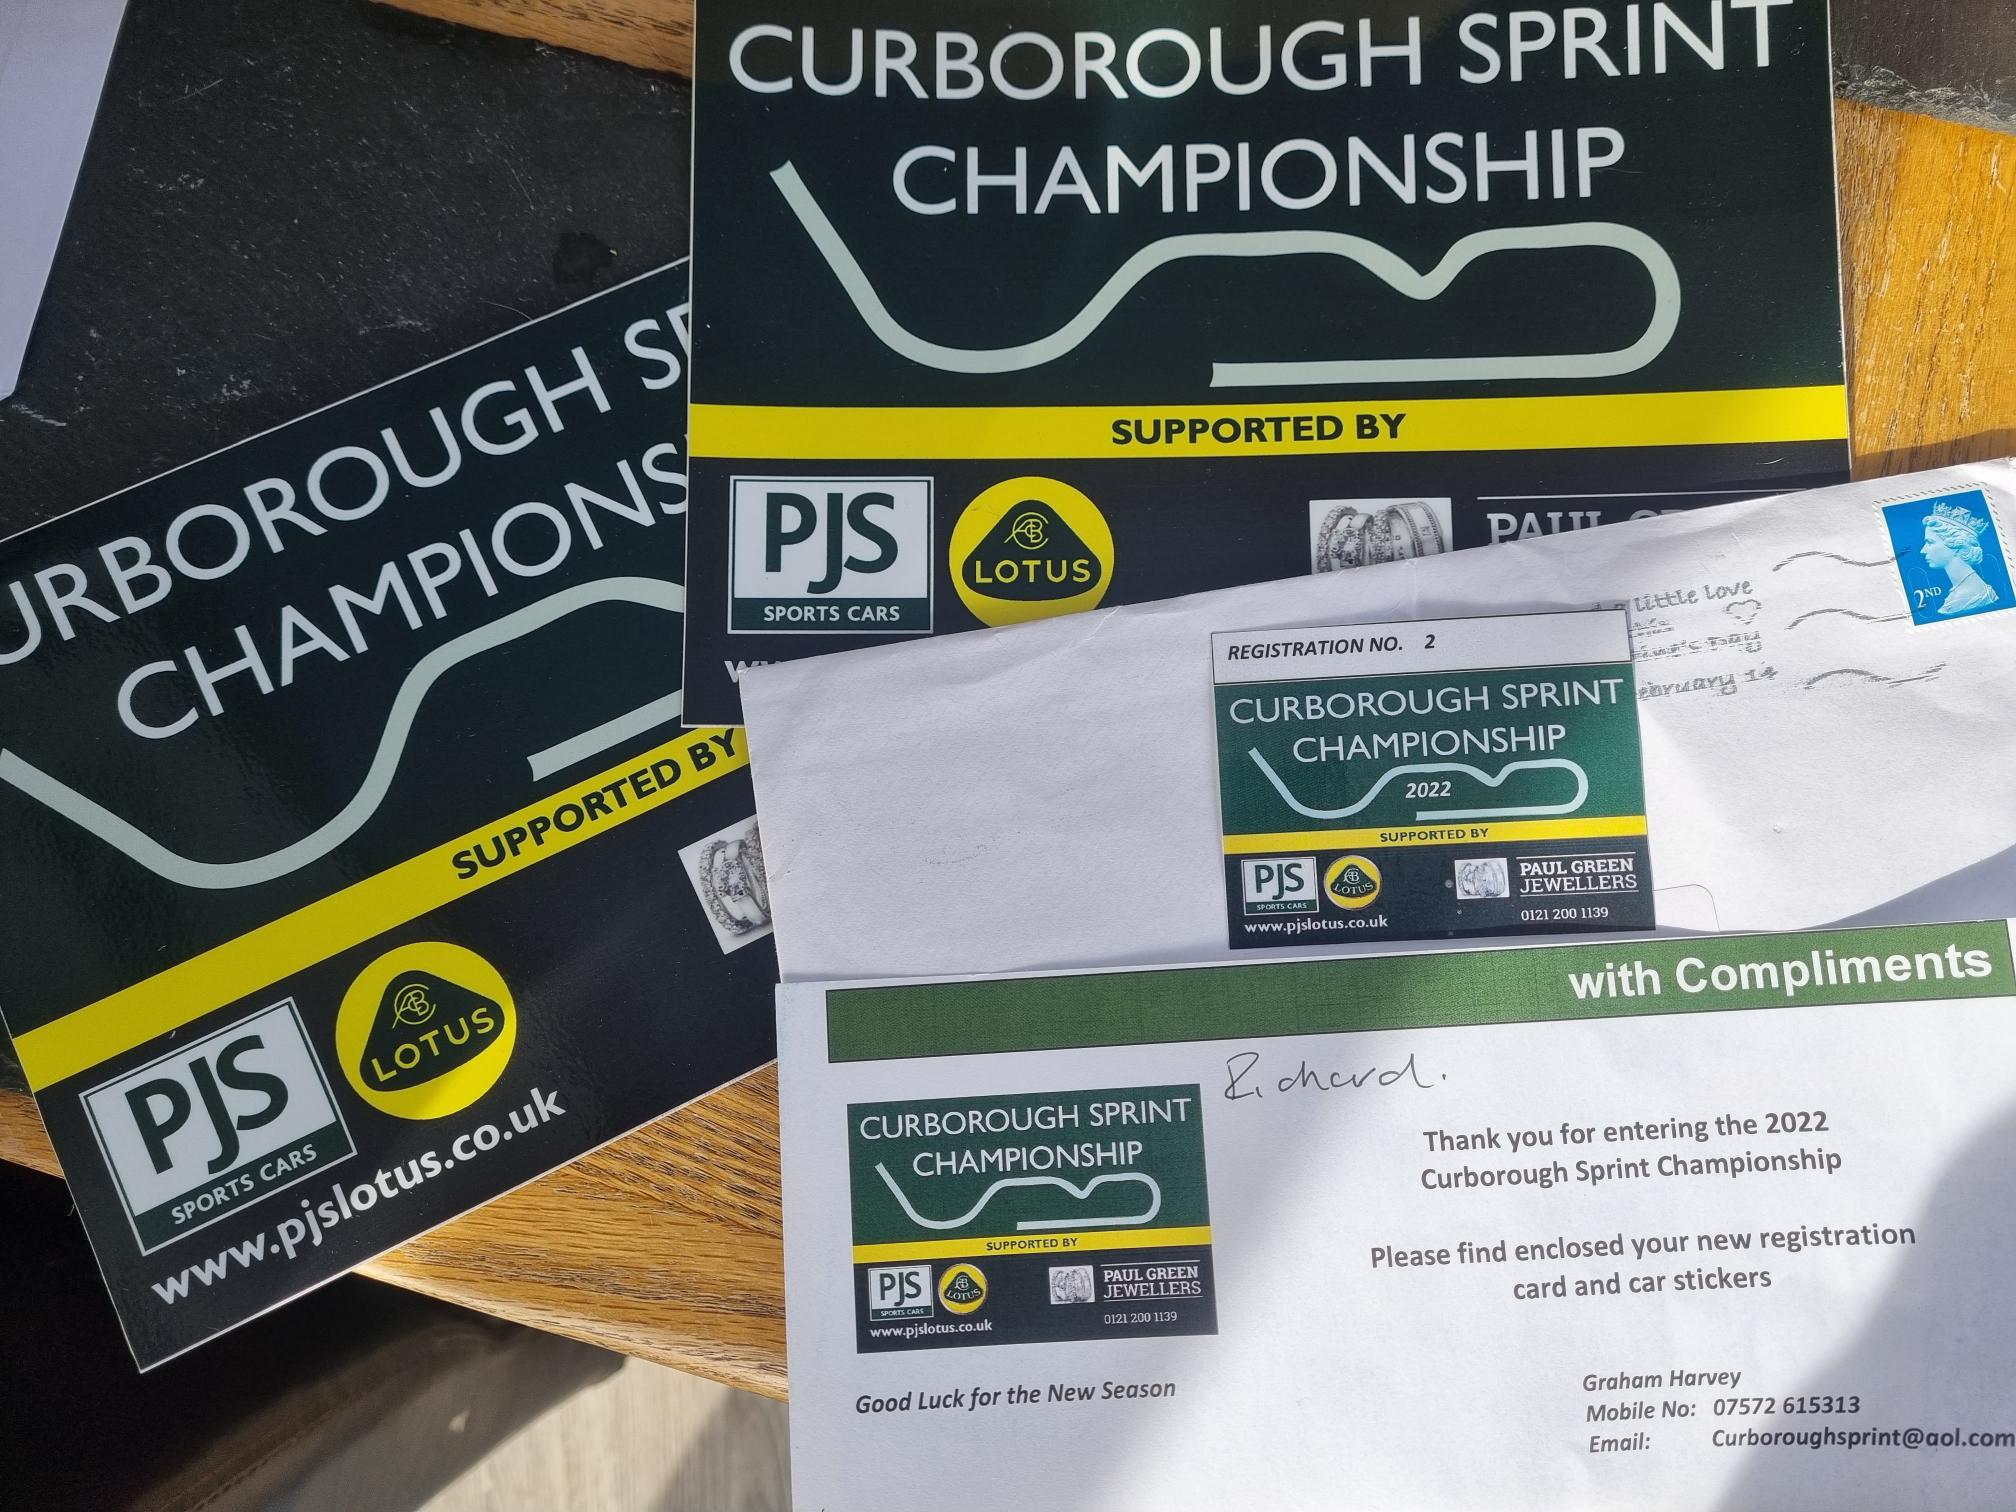 CURBOROUGH SPRINT
CHAMPIONSHIP
SUPPORTED BY
PJS
SPORTS CARS
LOTUS
PAUL
CHAMPIONS
SUPPORTED BY
PJS
SPORTS CARS
LOTUS
www.pjslotus.co.uk
2ND
little love
February 14
REGISTRATION NO. 2
CURBOROUGH SPRINT
CHAMPIONSHIP
2022
SUPPORTED BY
PJS
SPORTS CARS
LOTUS
PAUL GREEN
JEWELLERS
www.pjslotus.co.uk
0121 200 1139
with Compliments
Richard.
CURBOROUGH SPRINT
CHAMPIONSHIP
SUPPORTED BY
PJS
SPORTS CARS
LOTUS
PAUL GREEN
JEWELLERS
www.pjslotus.co.uk
0121 200 1139
Thank you for entering the 2022
Curborough Sprint Championship
Please find enclosed your new registration
card and car stickers
Good Luck for the New Season
Graham Harvey
Mobile No: 07572 615313
Email: Curboroughsprint@aol.com